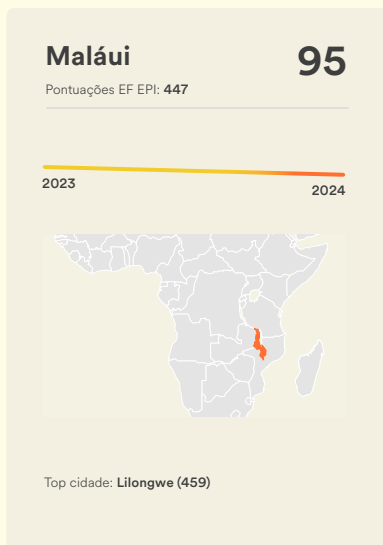 Maláui
95
Pontuações EF EPI: 447
2023
2024
Top cidade: Lilongwe (459)